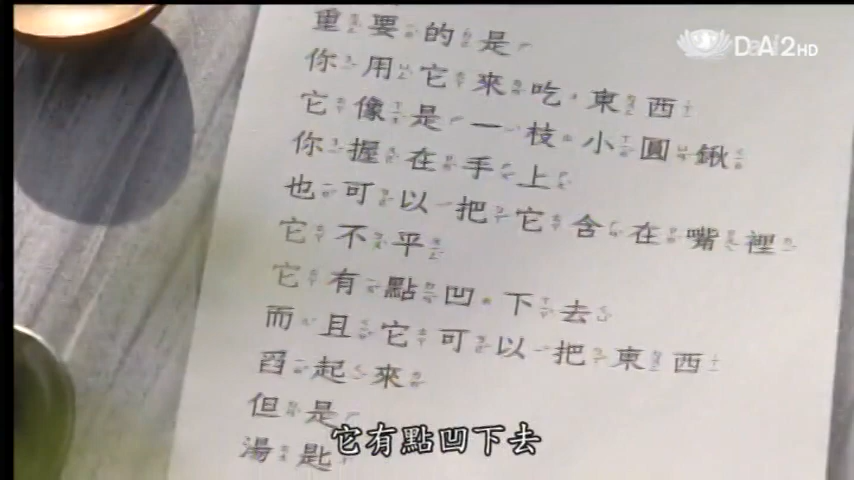 DaAi2HD
重要的是
你用它來吃東西
它像是一枝小圓鍬
你握在手上
也可以把它含在嘴裡
它不平
它有點凹下去
而且它可以把東西
舀起來
但是
湯匙
它有點凹下去